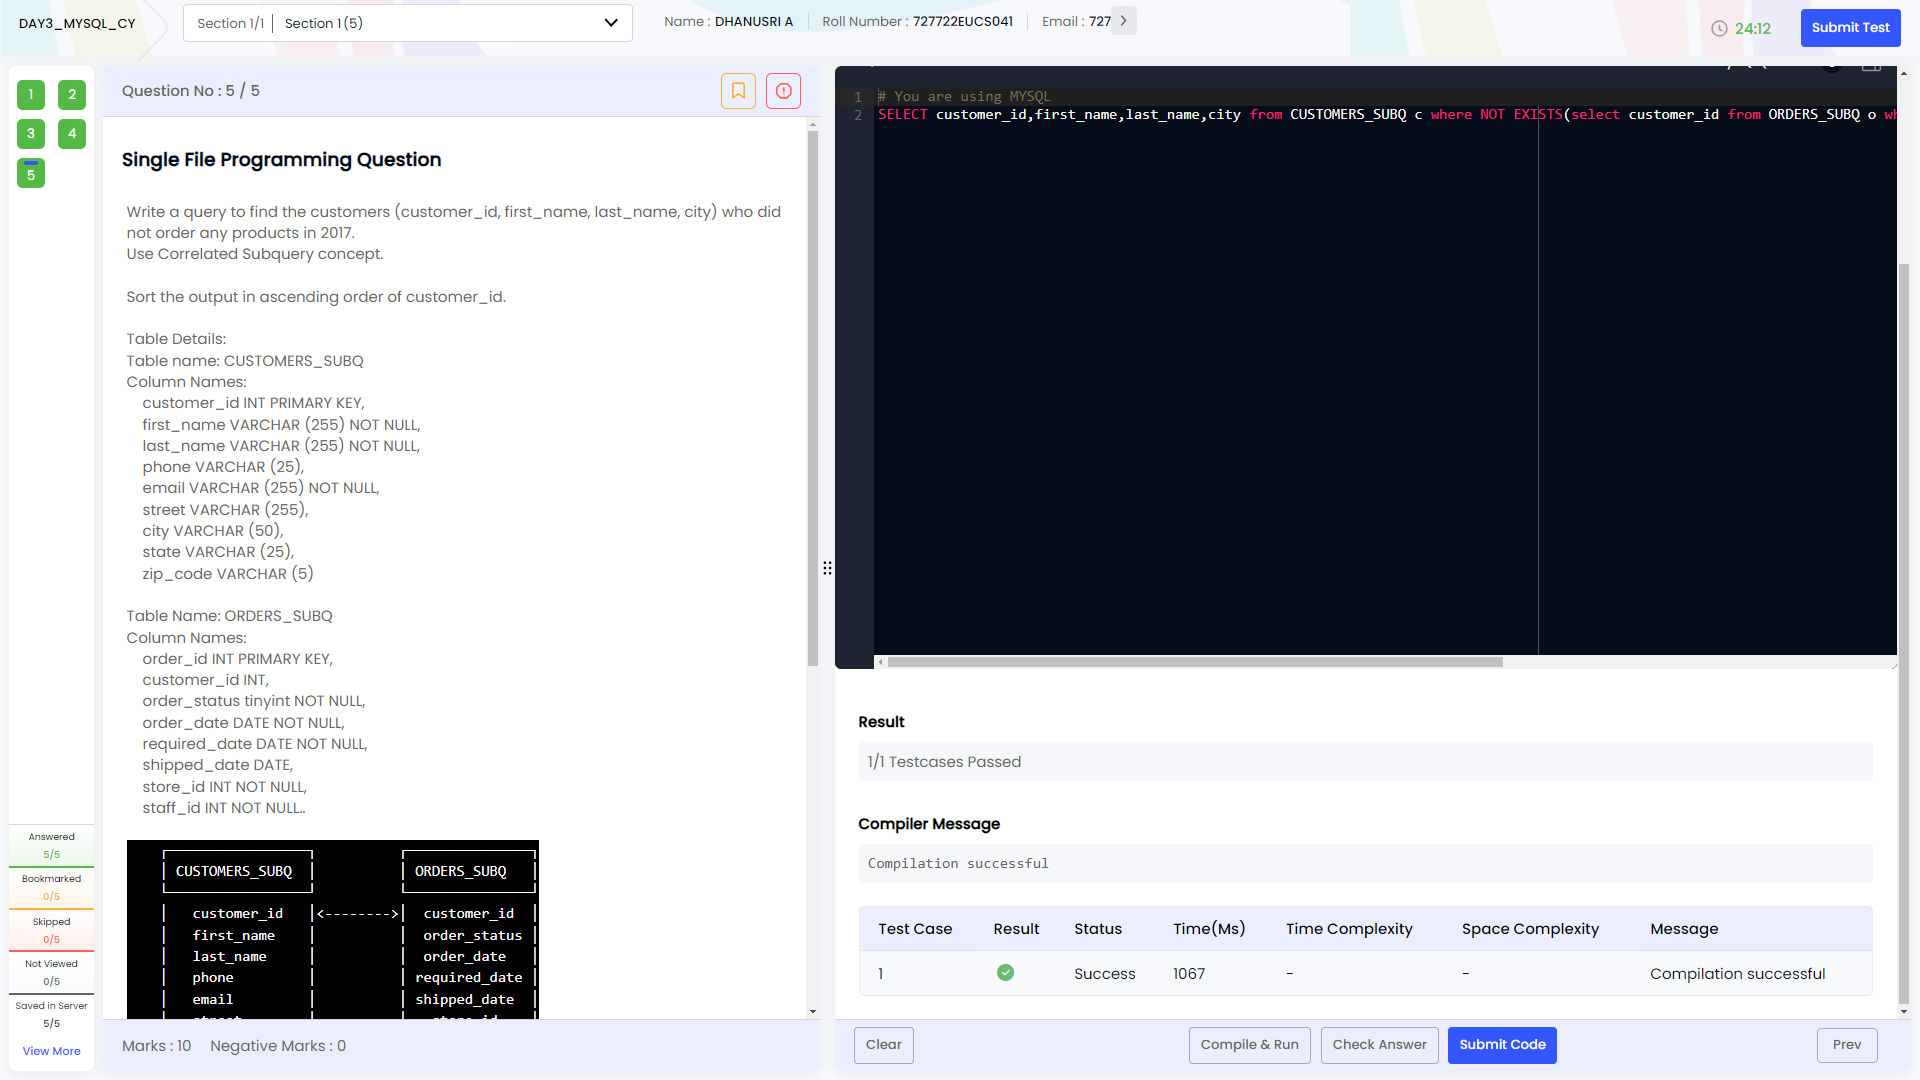 DAY3_MYSQL_CY
Section 1/1 | Section 1 (5)
Name : DHANUSRI A
Roll Number : 727722EUCS041
Email : 727
24:12
Submit Test
1 2
3 4
5
Question No : 5 / 5
Single File Programming Question
Write a query to find the customers (customer_id, first_name, last_name, city) who did
not order any products in 2017.
Use Correlated Subquery concept.
Sort the output in ascending order of customer_id.
Table Details:
Table name: CUSTOMERS_SUBQ
Column Names:
customer_id INT PRIMARY KEY,
first_name VARCHAR (255) NOT NULL,
last_name VARCHAR (255) NOT NULL,
phone VARCHAR (25),
email VARCHAR (255) NOT NULL,
street VARCHAR (255),
city VARCHAR (50),
state VARCHAR (25),
zip_code VARCHAR (5)
Table Name: ORDERS_SUBQ
Column Names:
order_id INT PRIMARY KEY,
customer_id INT,
order_status tinyint NOT NULL,
order_date DATE NOT NULL,
required_date DATE NOT NULL,
shipped_date DATE,
store_id INT NOT NULL,
staff_id INT NOT NULL..
CUSTOMERS_SUBQ ORDERS_SUBQ
customer_id |<-------->| customer_id
first_name order_status
last_name order_date
phone required_date
email shipped_date
Marks : 10 Negative Marks : 0
Answered
5/5
Bookmarked
0/5
Skipped
0/5
Not Viewed
0/5
Saved in Server
5/5
View More
1 # You are using MYSQL
2 SELECT customer_id,first_name,last_name,city from CUSTOMERS_SUBQ c where NOT EXISTS(select customer_id from ORDERS_SUBQ o wh
Result
1/1 Testcases Passed
Compiler Message
Compilation successful
Test Case Result Status Time(Ms) Time Complexity Space Complexity Message
1 Success 1067 - - Compilation successful
Clear
Compile & Run
Check Answer
Submit Code
Prev